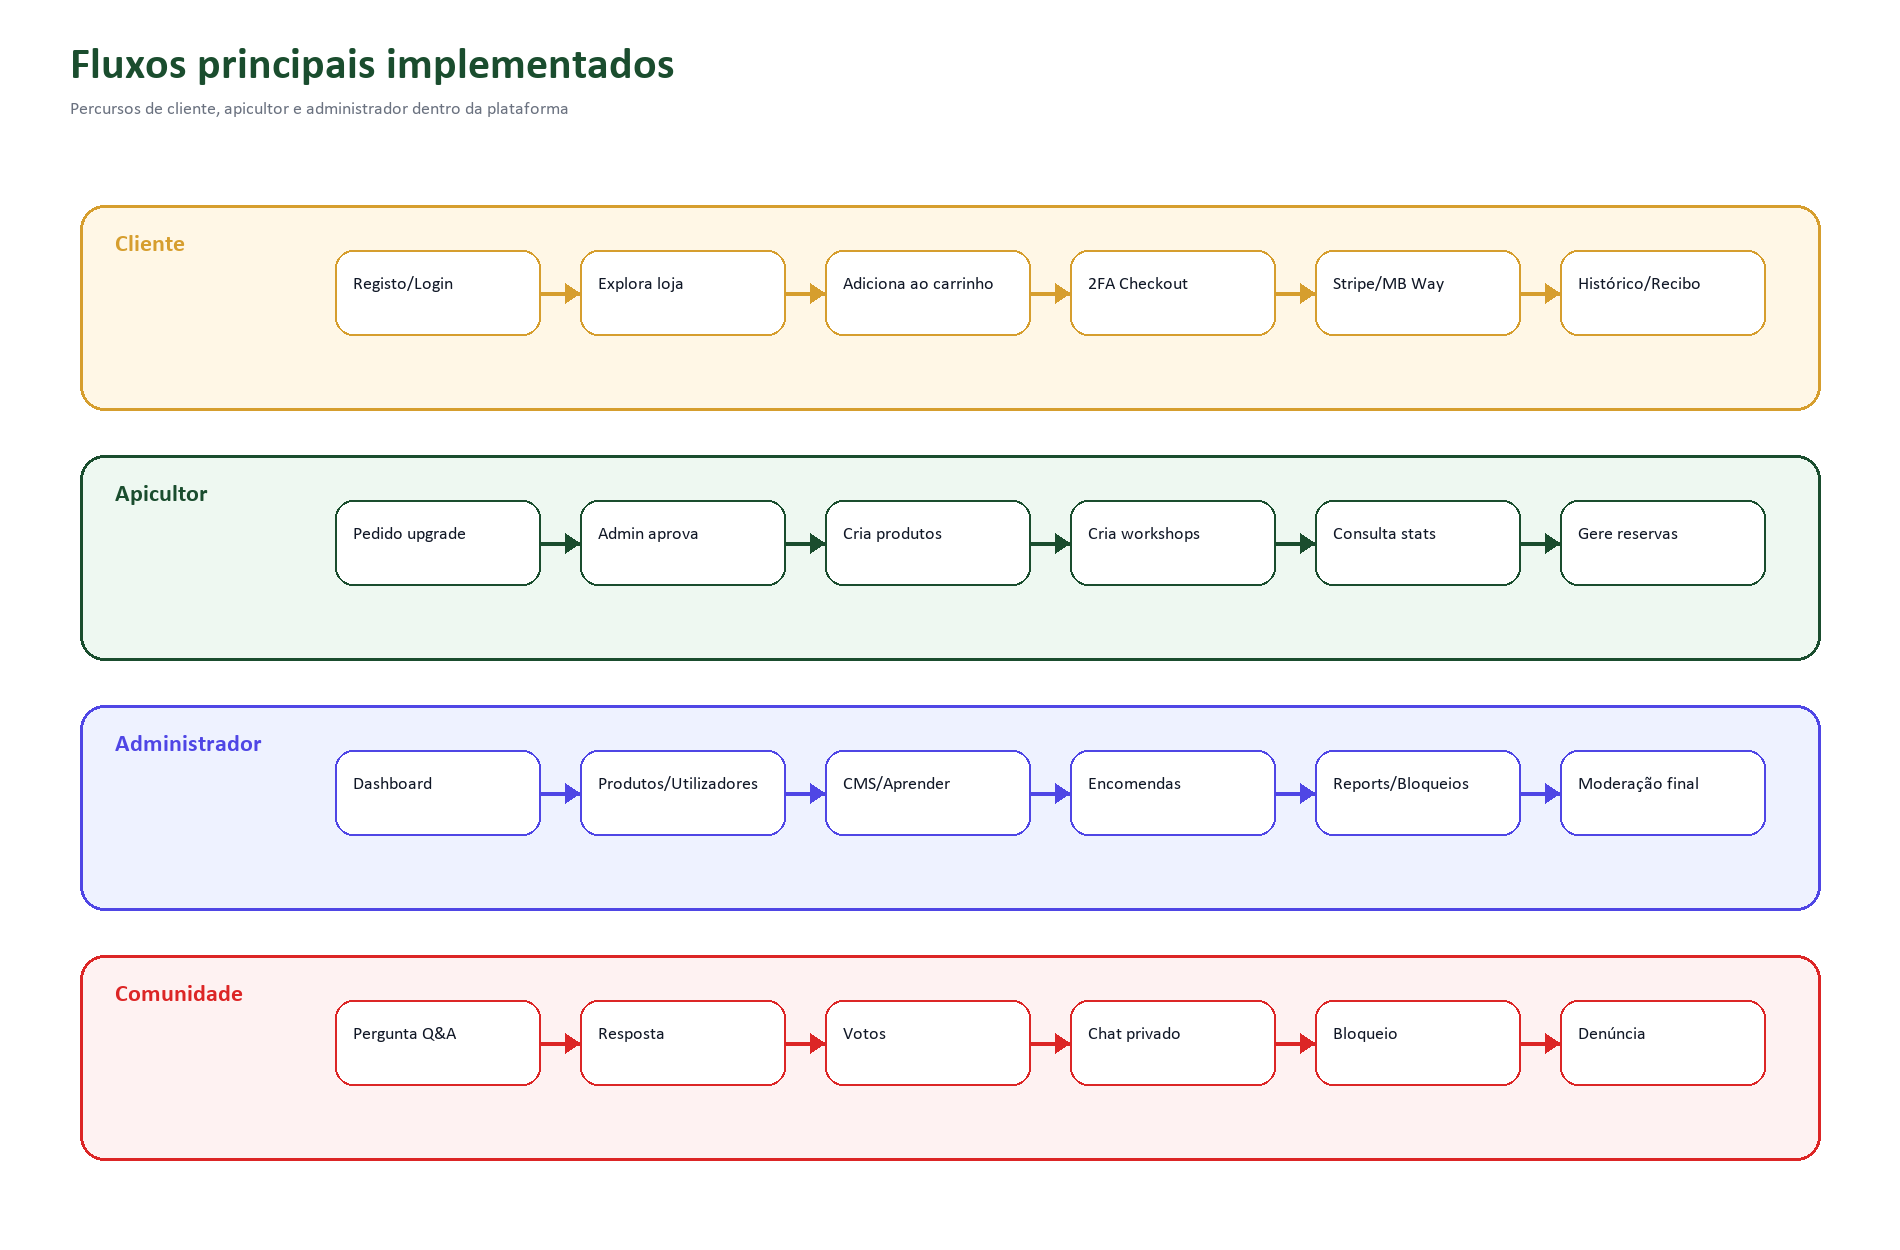 Fluxos principais implementados
Percursos de cliente, apicultor e administrador dentro da plataforma
Cliente
Registo/Login
Explora loja
Adiciona ao carrinho
2FA Checkout
Stripe/MB Way
Histórico/Recibo
Apicultor
Pedido upgrade
Admin aprova
Cria produtos
Cria workshops
Consulta stats
Gere reservas
Administrador
Dashboard
Produtos/Utilizadores
CMS/Aprender
Encomendas
Reports/Bloqueios
Moderação final
Comunidade
Pergunta Q&A
Resposta
Votos
Chat privado
Bloqueio
Denúncia